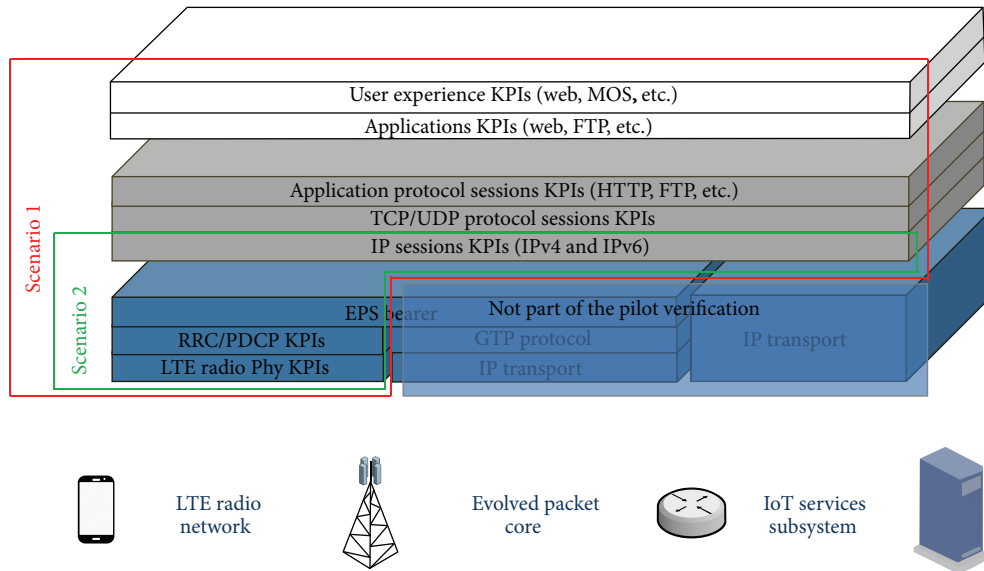 User experience KPIs (web, MOS, etc.)
Applications KPIs (web, FTP, etc.)
Application protocol sessions KPIs (HTTP, FTP, etc.)
TCP/UDP protocol sessions KPIs
IP sessions KPIs (IPv4 and IPv6)
Scenario 1
Scenario 2
EPS bearer
Not part of the pilot verification
RRC/PDCP KPIs
GTP protocol
IP transport
LTE radio Phy KPIs
IP transport
LTE radio
network
Evolved packet
core
IoT services
subsystem